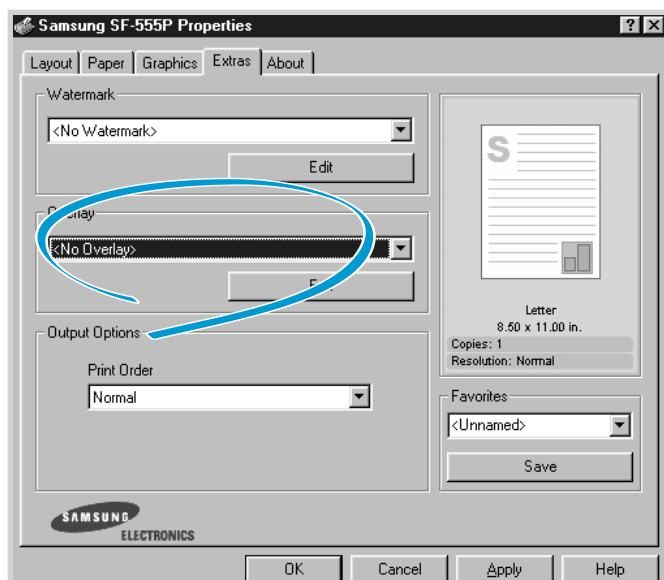 Samsung SF-555P Properties
Layout Paper Graphics Extras About
Watermark
<No Watermark>
Edit
Overlay
<No Overlay>
Output Options
Print Order
Normal
S
Letter
8.50 x 11.00 in.
Copies: 1
Resolution: Normal
Favorites
<Unnamed>
Save
SAMSUNG
ELECTRONICS
OK Cancel Apply Help